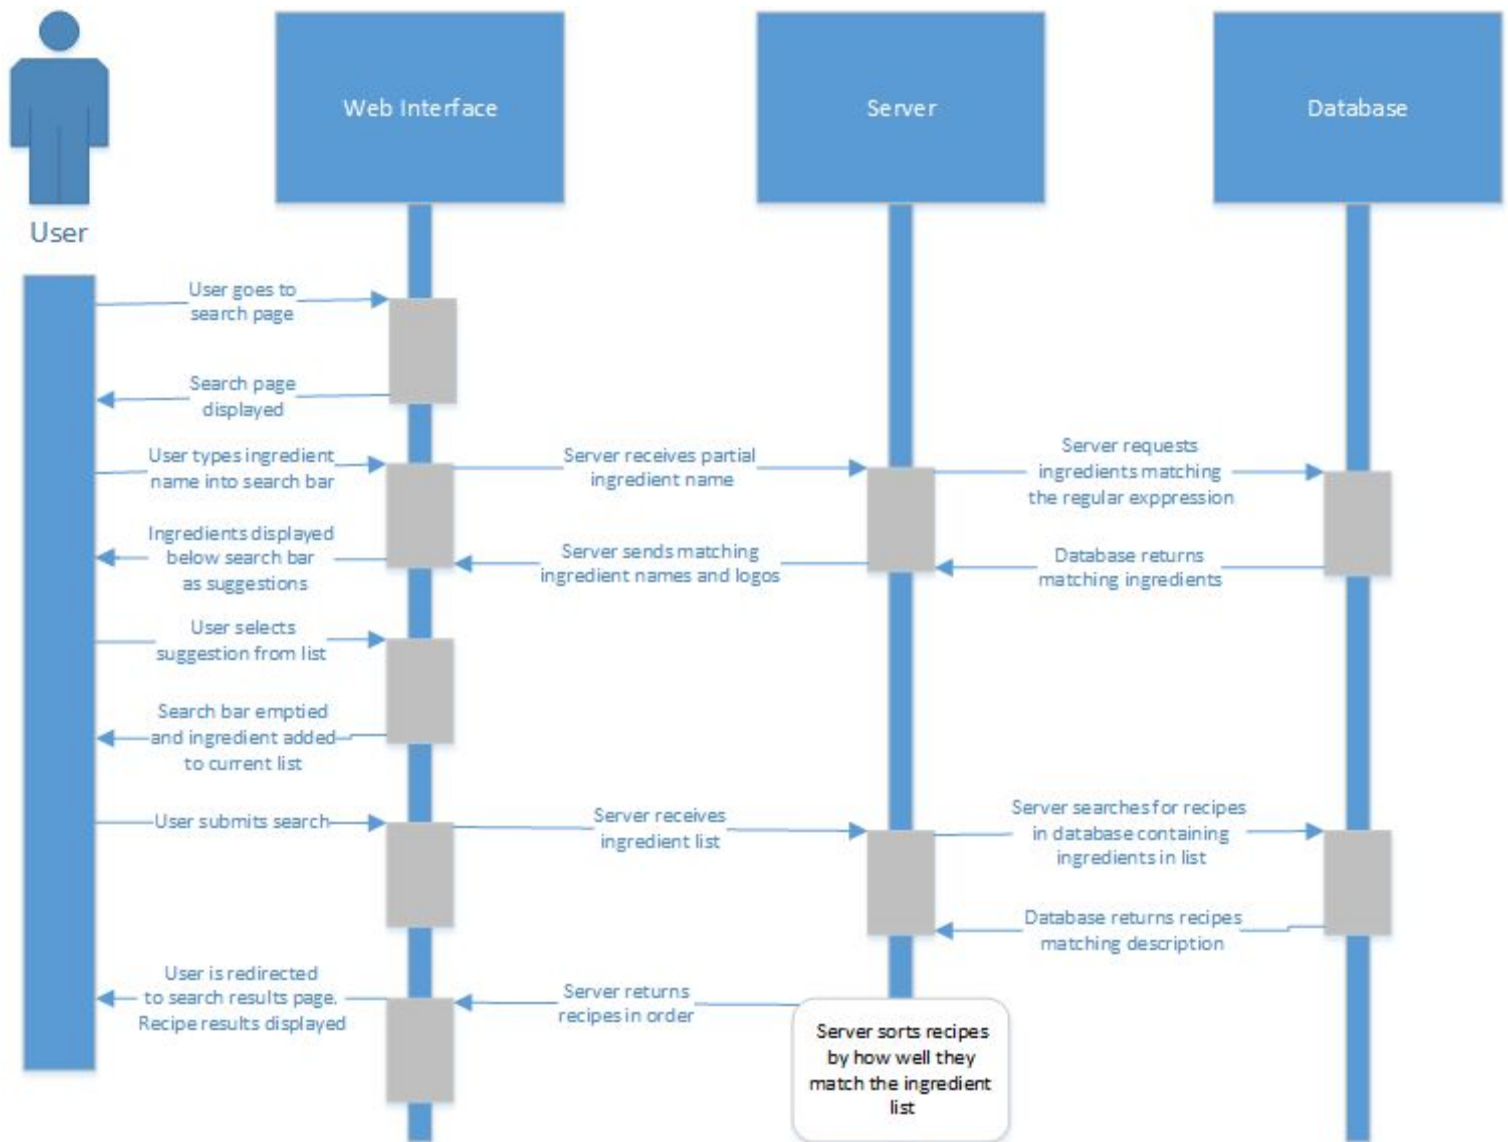 Web Interface
Server
Database
User
User goes to
search page
Search page
displayed
User types ingredient
name into search bar
Server receives partial
ingredient name
Server requests
ingredients matching
the regular exppression
Ingredients displayed
below search bar
as suggestions
Server sends matching
ingredient names and logos
Database returns
matching ingredients
User selects
suggestion from list
Search bar emptied
and ingredient added
to current list
User submits search
Server receives
ingredient list
Server searches for recipes
in database containing
ingredients in list
Database returns recipes
matching description
User is redirected
to search results page.
Recipe results displayed
Server returns
recipes in order
Server sorts recipes
by how well they
match the ingredient
list